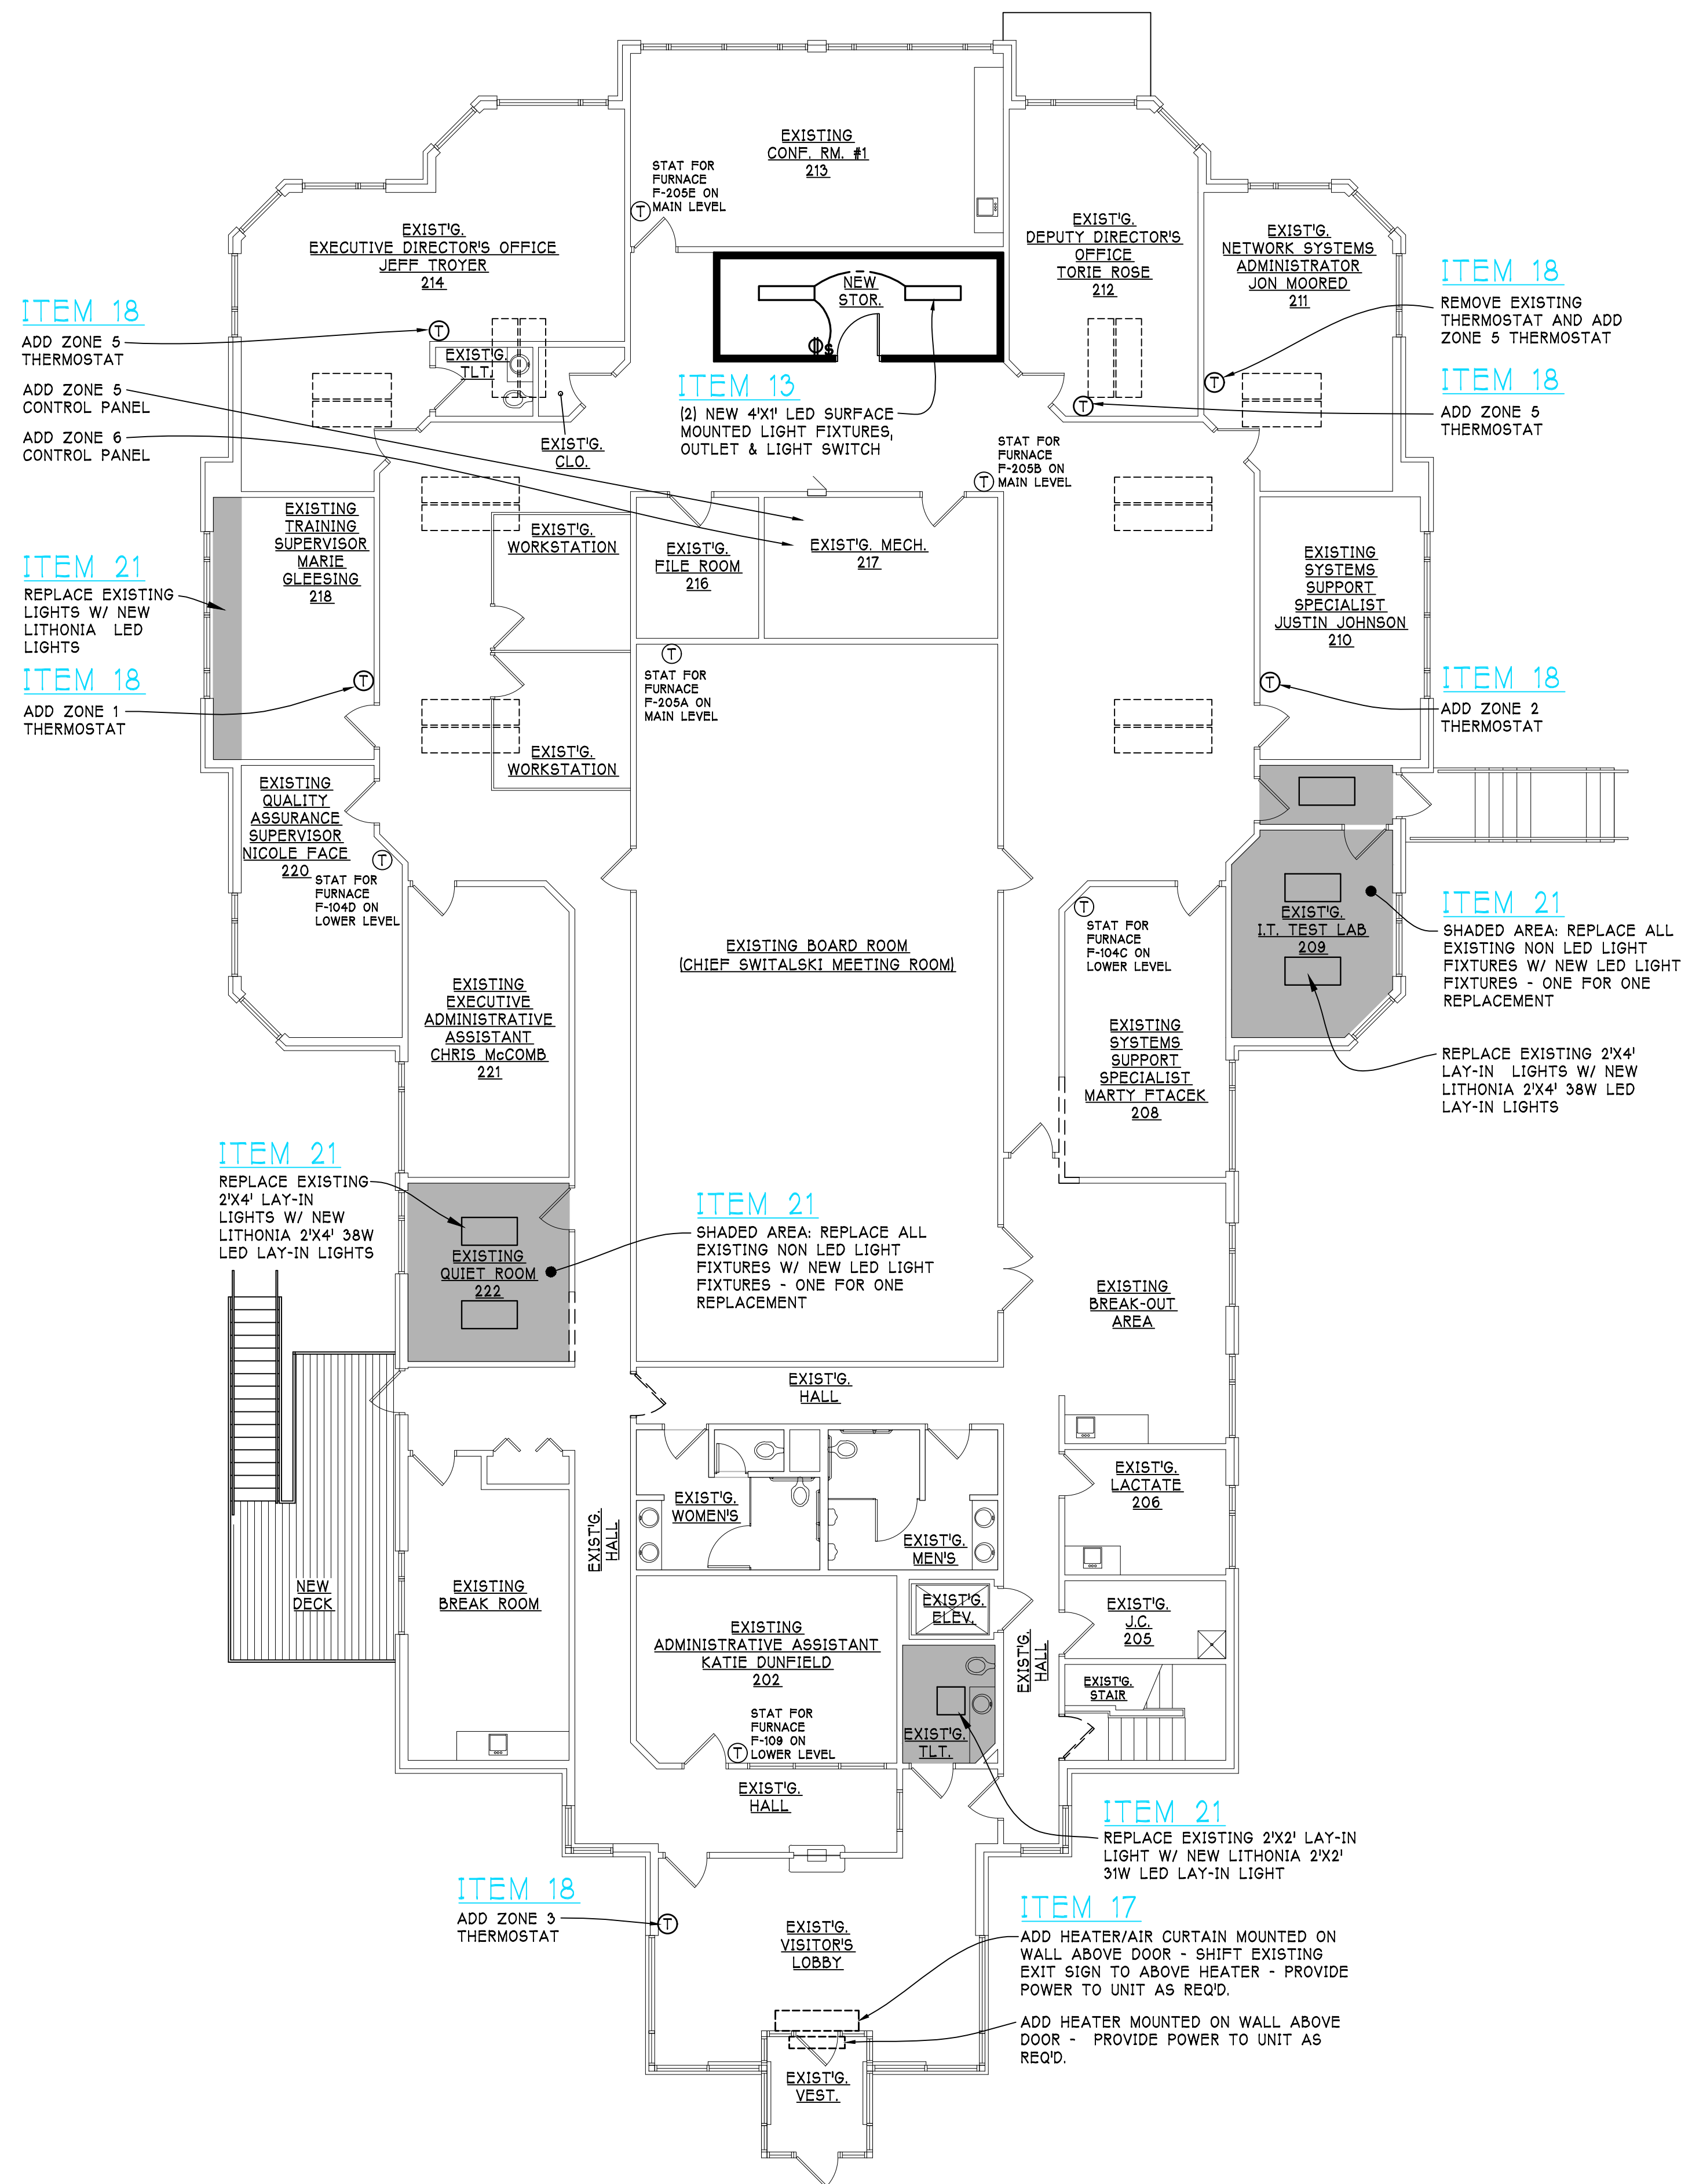 EXISTING
CONF. RM. #1
213
STAT FOR
FURNACE
F-205E ON
MAIN LEVEL
T
EXIST'G.
EXECUTIVE DIRECTOR'S OFFICE
JEFF TROYER
214
EXIST'G.
DEPUTY DIRECTOR'S
OFFICE
TORIE ROSE
212
EXIST'G.
NETWORK SYSTEMS
ADMINISTRATOR
JON MOORED
211
NEW
STOR.
S
ITEM 18
ADD ZONE 5
THERMOSTAT
T
ADD ZONE 5
CONTROL PANEL
ADD ZONE 6
CONTROL PANEL
EXIST'G.
TLT.
EXIST'G.
CLO.
ITEM 13
(2) NEW 4'X1' LED SURFACE
MOUNTED LIGHT FIXTURES,
OUTLET & LIGHT SWITCH
ITEM 18
REMOVE EXISTING
THERMOSTAT AND ADD
ZONE 5 THERMOSTAT
T
ITEM 18
ADD ZONE 5
THERMOSTAT
T
STAT FOR
FURNACE
F-205B ON
MAIN LEVEL
T
EXISTING
TRAINING
SUPERVISOR
MARIE
GLEESING
218
EXIST'G.
WORKSTATION
EXIST'G.
FILE ROOM
216
EXIST'G. MECH.
217
EXISTING
SYSTEMS
SUPPORT
SPECIALIST
JUSTIN JOHNSON
210
ITEM 21
REPLACE EXISTING
LIGHTS W/ NEW
LITHONIA LED
LIGHTS
ITEM 18
ADD ZONE 1
THERMOSTAT
T
T
STAT FOR
FURNACE
F-205A ON
MAIN LEVEL
T
ITEM 18
ADD ZONE 2
THERMOSTAT
EXIST'G.
WORKSTATION
EXISTING
QUALITY
ASSURANCE
SUPERVISOR
NICOLE FACE
220
T
STAT FOR
FURNACE
F-104D ON
LOWER LEVEL
EXISTING BOARD ROOM
(CHIEF SWITALSKI MEETING ROOM)
T
STAT FOR
FURNACE
F-104C ON
LOWER LEVEL
EXIST'G.
I.T. TEST LAB
209
ITEM 21
SHADED AREA: REPLACE ALL
EXISTING NON LED LIGHT
FIXTURES W/ NEW LED LIGHT
FIXTURES - ONE FOR ONE
REPLACEMENT
REPLACE EXISTING 2'X4'
LAY-IN LIGHTS W/ NEW
LITHONIA 2'X4' 38W LED
LAY-IN LIGHTS
EXISTING
EXECUTIVE
ADMINISTRATIVE
ASSISTANT
CHRIS McCOMB
221
EXISTING
SYSTEMS
SUPPORT
SPECIALIST
MARTY FTACEK
208
ITEM 21
REPLACE EXISTING
2'X4' LAY-IN
LIGHTS W/ NEW
LITHONIA 2'X4' 38W
LED LAY-IN LIGHTS
EXISTING
QUIET ROOM
222
ITEM 21
SHADED AREA: REPLACE ALL
EXISTING NON LED LIGHT
FIXTURES W/ NEW LED LIGHT
FIXTURES - ONE FOR ONE
REPLACEMENT
EXISTING
BREAK-OUT
AREA
EXIST'G.
HALL
EXIST'G.
WOMEN'S
EXIST'G.
MEN'S
EXIST'G.
LACTATE
206
EXIST'G.
HALL
NEW
DECK
EXISTING
BREAK ROOM
EXISTING
ADMINISTRATIVE ASSISTANT
KATIE DUNFIELD
202
STAT FOR
FURNACE
F-109 ON
LOWER LEVEL
T
EXIST'G.
ELEV.
EXIST'G.
HALL
EXIST'G.
J.C.
205
EXIST'G.
STAIR
EXIST'G.
TLT.
EXIST'G.
HALL
ITEM 21
REPLACE EXISTING 2'X2' LAY-IN
LIGHT W/ NEW LITHONIA 2'X2'
31W LED LAY-IN LIGHT
ITEM 18
ADD ZONE 3
THERMOSTAT
T
EXIST'G.
VISITOR'S
LOBBY
ITEM 17
ADD HEATER/AIR CURTAIN MOUNTED ON
WALL ABOVE DOOR - SHIFT EXISTING
EXIT SIGN TO ABOVE HEATER - PROVIDE
POWER TO UNIT AS REQ'D.
ADD HEATER MOUNTED ON WALL ABOVE
DOOR - PROVIDE POWER TO UNIT AS
REQ'D.
EXIST'G.
VEST.